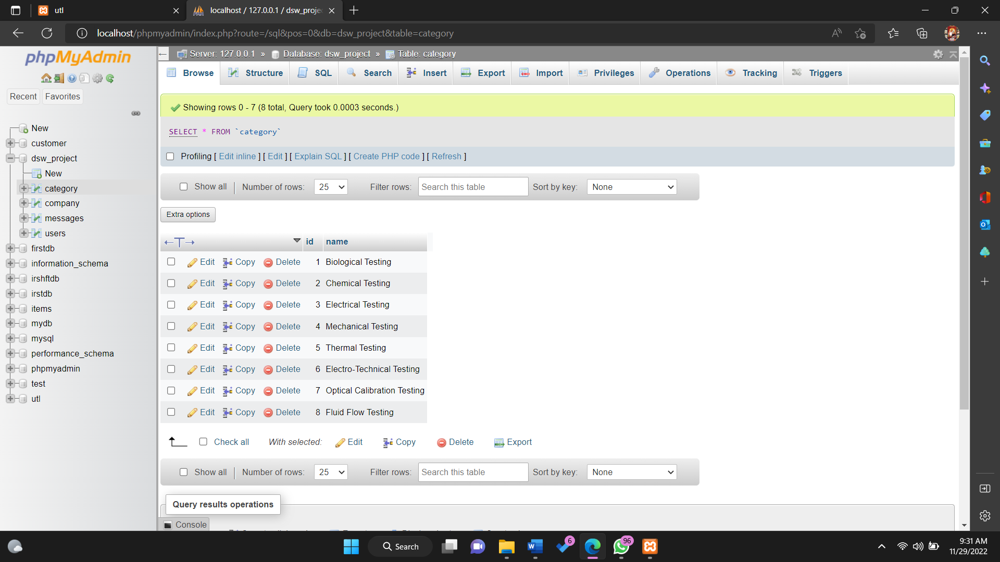 utl
localhost / 127.0.0.1 / dsw_proje
localhost/phpmyadmin/index.php?route=/sql&pos=0&db=dsw_project&table=category
phpMyAdmin
Recent Favorites
New
customer
dsw_project
New
category
company
messages
users
firstdb
information_schema
irshftdb
irstdb
items
mydb
mysql
performance_schema
phpmyadmin
test
utl
Server: 127.0.0.1 » Database: dsw_project » Table: category
Browse Structure SQL Search Insert Export Import Privileges Operations Tracking Triggers
Showing rows 0 - 7 (8 total, Query took 0.0003 seconds.)
SELECT * FROM `category`
Profiling [ Edit inline ] [ Edit ] [ Explain SQL ] [ Create PHP code ] [ Refresh ]
Show all | Number of rows: 25 Filter rows: Search this table Sort by key: None
Extra options
←T→ id name
Edit Copy Delete 1 Biological Testing
Edit Copy Delete 2 Chemical Testing
Edit Copy Delete 3 Electrical Testing
Edit Copy Delete 4 Mechanical Testing
Edit Copy Delete 5 Thermal Testing
Edit Copy Delete 6 Electro-Technical Testing
Edit Copy Delete 7 Optical Calibration Testing
Edit Copy Delete 8 Fluid Flow Testing
Check all With selected: Edit Copy Delete Export
Show all | Number of rows: 25 Filter rows: Search this table Sort by key: None
Query results operations
Console
Search
6
96
9:31 AM
11/29/2022